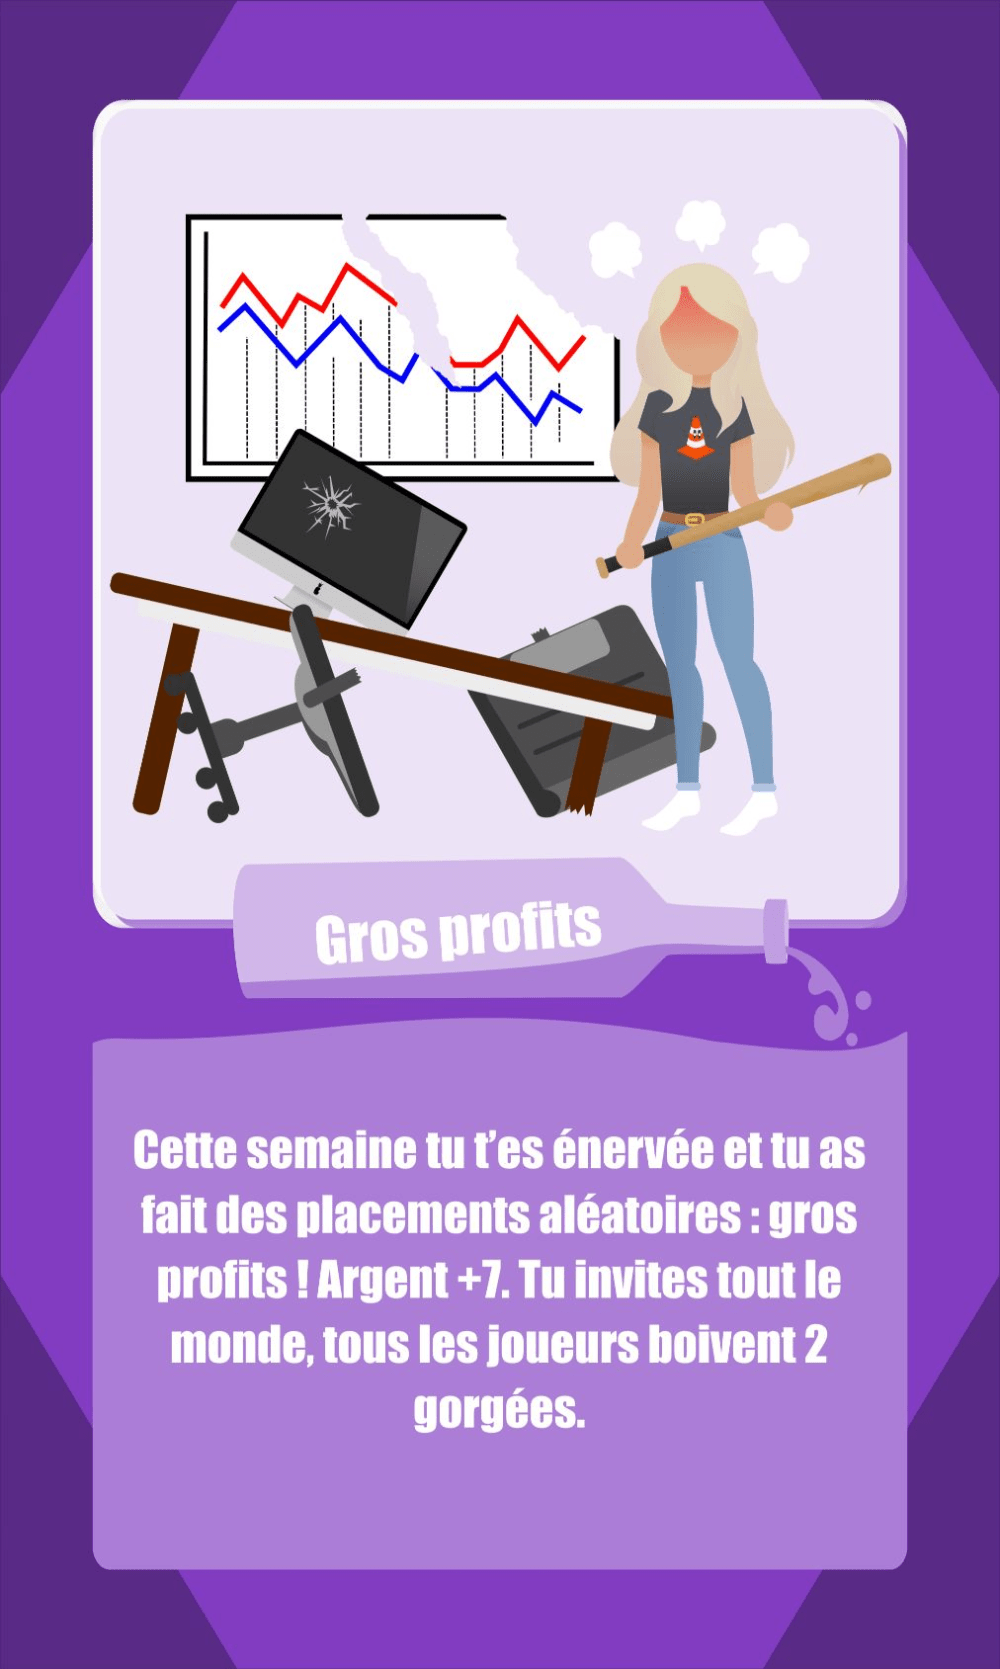 Gros profits
Cette semaine tu t’es énervée et tu as
fait des placements aléatoires : gros
profits ! Argent +7. Tu invites tout le
monde, tous les joueurs boivent 2
gorgées.